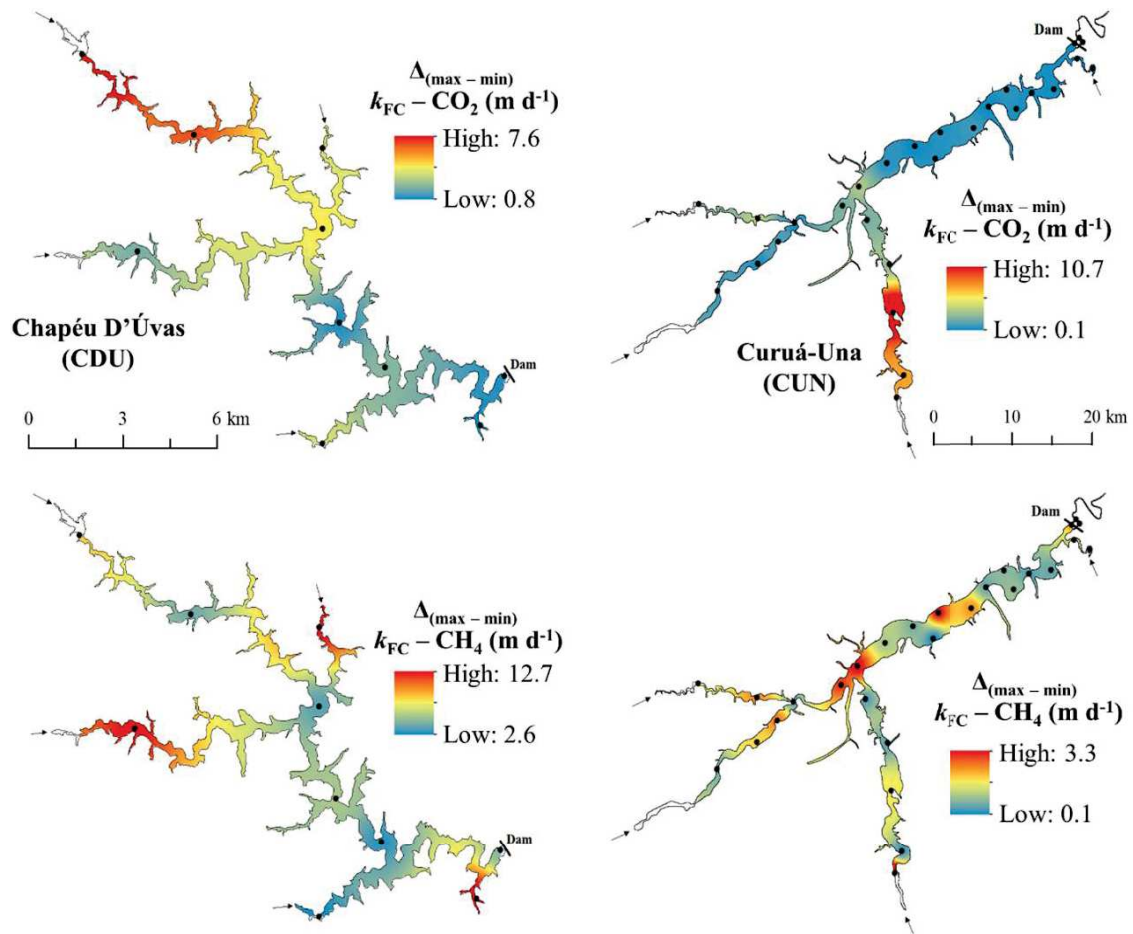 Δ(max – min)
kFC – CO2 (m d-1)
High: 7.6
Low: 0.8
Chapéu D’Úvas
(CDU)
Dam
0 3 6 km
Dam
Δ(max – min)
kFC – CO2 (m d-1)
High: 10.7
Low: 0.1
Curuá-Una
(CUN)
0 10 20 km
Δ(max – min)
kFC – CH4 (m d-1)
High: 12.7
Low: 2.6
Dam
Dam
Δ(max – min)
kFC – CH4 (m d-1)
High: 3.3
Low: 0.1